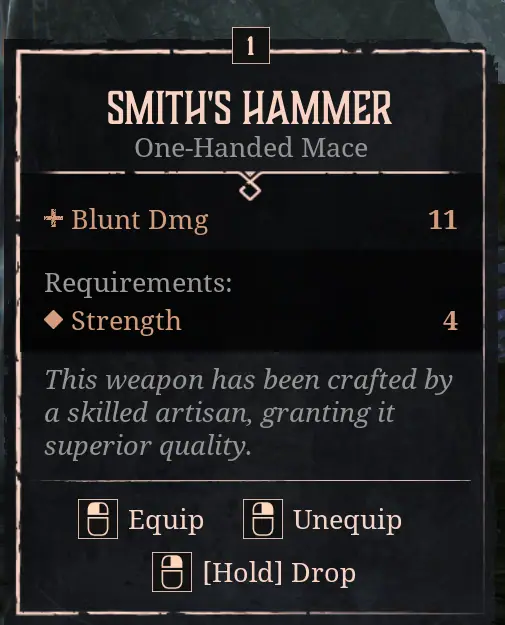 1
SMITH'S HAMMER
One-Handed Mace
Blunt Dmg 11
Requirements:
Strength 4
This weapon has been crafted by
a skilled artisan, granting it
superior quality.
Equip Unequip
[Hold] Drop